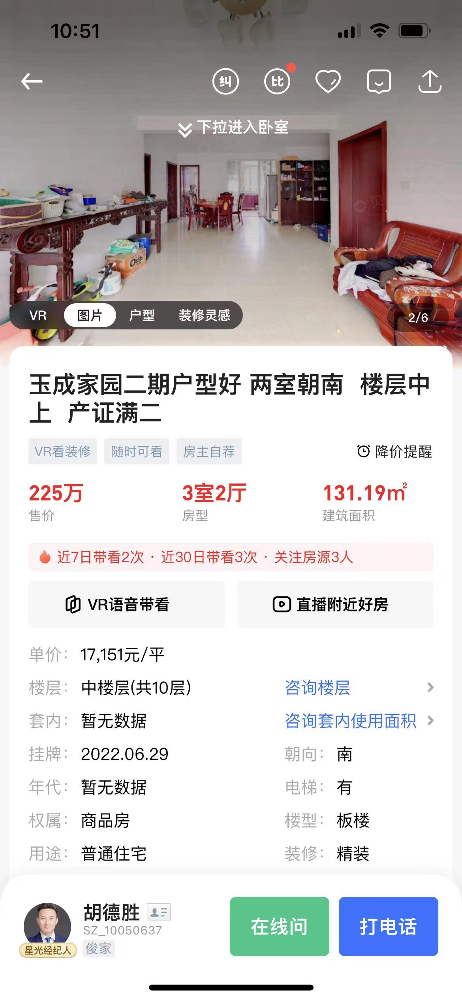 10:51
纠
比
下拉进入卧室
VR
图片
户型
装修灵感
2/6
玉成家园二期户型好 两室朝南 楼层中
上 产证满二
VR看装修
随时可看
房主自荐
降价提醒
225万
3室2厅
131.19㎡
售价
房型
建筑面积
近7日带看2次 · 近30日带看3次 · 关注房源3人
VR语音带看
直播附近好房
单价: 17,151元/平
楼层: 中楼层(共10层) 咨询楼层
套内: 暂无数据 咨询套内使用面积
挂牌: 2022.06.29 朝向: 南
年代: 暂无数据 电梯: 有
权属: 商品房 楼型: 板楼
用途: 普通住宅 装修: 精装
胡德胜
SZ_10050637
星光经纪人
俊家
在线问
打电话